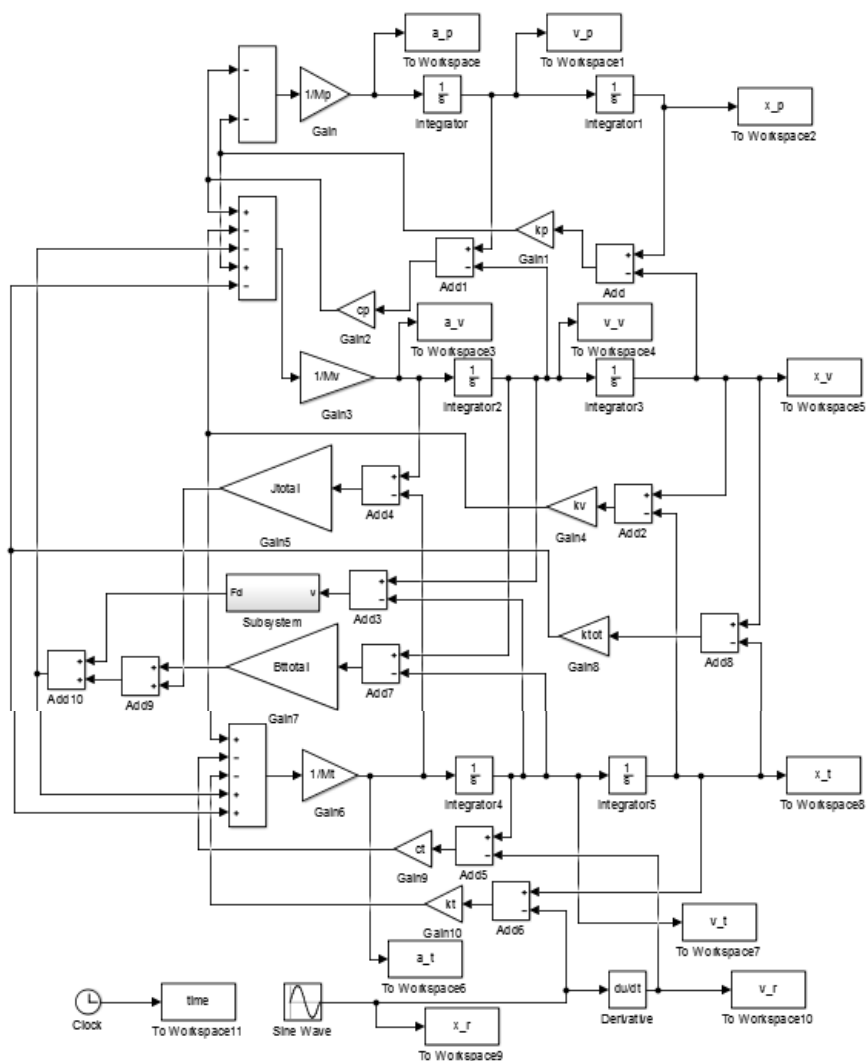 a_p
v_p
To Workspace
To Workspace1
−
−
1/Mp
Gain
1
s
Integrator
1
s
Integrator1
x_p
To Workspace2
+
−
−
+
−
kp
Gain1
+
−
Add
+
−
Add1
cp
Gain2
a_v
To Workspace3
v_v
To Workspace4
1/Mv
Gain3
1
s
Integrator2
1
s
Integrator3
x_v
To Workspace5
Jtotal
Gain5
+
−
Add4
kv
Gain4
+
−
Add2
Fd
v
Subsystem
+
−
Add3
ktot
Gain8
+
−
Add8
+
+
Add10
+
+
Add9
Bttotal
Gain7
+
−
Add7
+
−
−
+
+
1/Mt
Gain6
1
s
Integrator4
1
s
Integrator5
x_t
To Workspace8
ct
Gain9
+
−
Add5
kt
Gain10
+
−
Add6
v_t
To Workspace7
a_t
To Workspace6
Clock
time
To Workspace11
Sine Wave
x_r
To Workspace9
du/dt
Derivative
v_r
To Workspace10